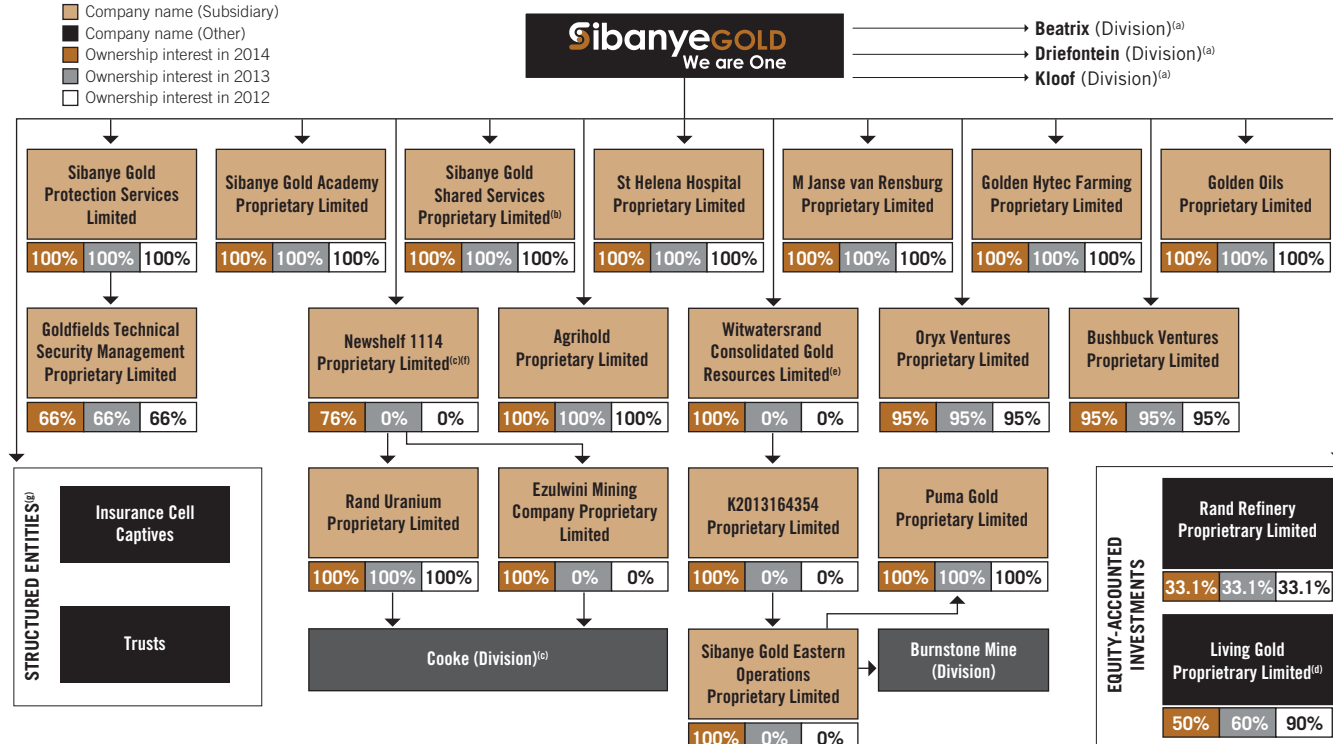 Company name (Subsidiary)
Company name (Other)
Ownership interest in 2014
Ownership interest in 2013
Ownership interest in 2012
SibanyeGOLD
We are One
Beatrix (Division)(a)
Driefontein (Division)(a)
Kloof (Division)(a)
Sibanye Gold
Protection Services
Limited
100% 100% 100%
Sibanye Gold Academy
Proprietary Limited
100% 100% 100%
Sibanye Gold
Shared Services
Proprietary Limited(b)
100% 100% 100%
St Helena Hospital
Proprietary Limited
100% 100% 100%
M Janse van Rensburg
Proprietary Limited
100% 100% 100%
Golden Hytec Farming
Proprietary Limited
100% 100% 100%
Golden Oils
Proprietary Limited
100% 100% 100%
Goldfields Technical
Security Management
Proprietary Limited
66% 66% 66%
Newshelf 1114
Proprietary Limited(c)(f)
76% 0% 0%
Agrihold
Proprietary Limited
100% 100% 100%
Witwatersrand
Consolidated Gold
Resources Limited(e)
100% 0% 0%
Oryx Ventures
Proprietary Limited
95% 95% 95%
Bushbuck Ventures
Proprietary Limited
95% 95% 95%
STRUCTURED ENTITIES(g)
Insurance Cell
Captives
Trusts
Rand Uranium
Proprietary Limited
100% 100% 100%
Ezulwini Mining
Company Proprietary
Limited
100% 0% 0%
K2013164354
Proprietary Limited
100% 0% 0%
Puma Gold
Proprietary Limited
100% 100% 100%
Cooke (Division)(c)
Sibanye Gold Eastern
Operations
Proprietary Limited
100% 0% 0%
Burnstone Mine
(Division)
EQUITY-ACCOUNTED
INVESTMENTS
Rand Refinery
Proprietrary Limited
33.1% 33.1% 33.1%
Living Gold
Proprietrary Limited(d)
50% 60% 90%